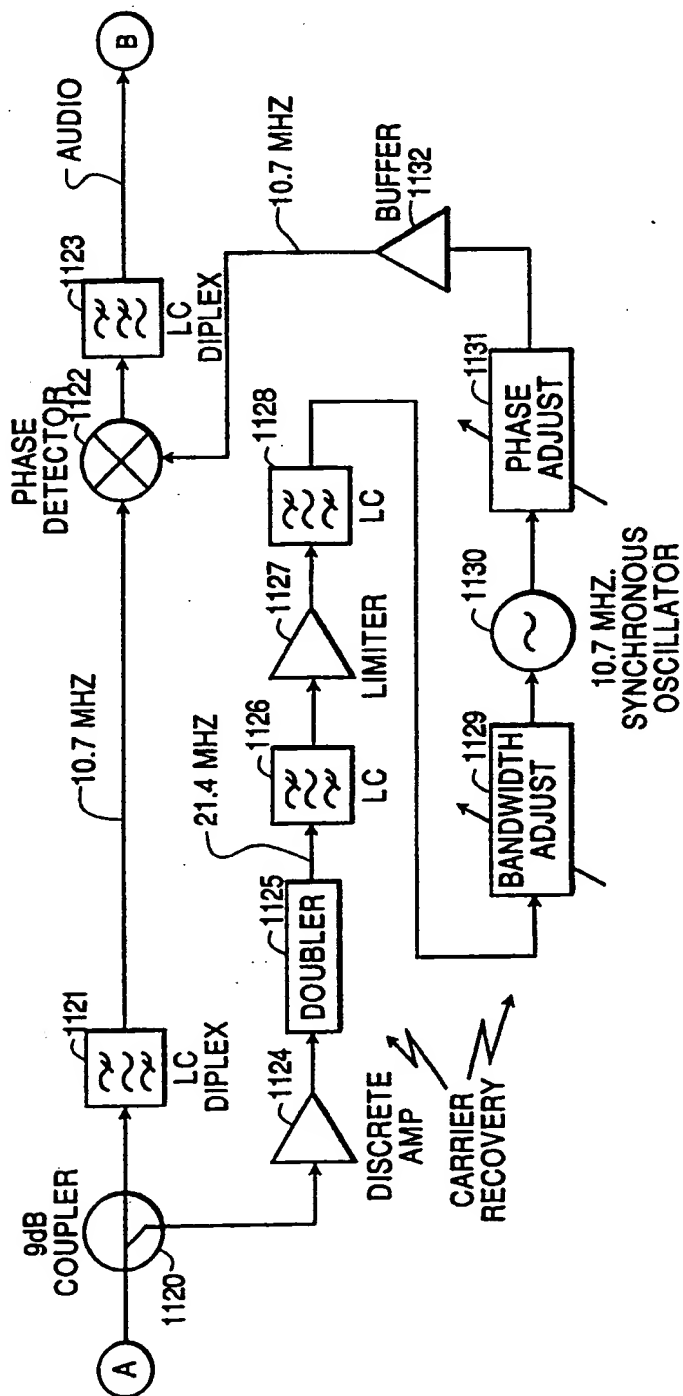 A
9dB
COUPLER
1120
1121
LC
DIPLEX
10.7 MHZ
PHASE
DETECTOR
1122
1123
LC
DIPLEX
AUDIO
B
DISCRETE
AMP
1124
DOUBLER
1125
21.4 MHZ
1126
LC
LIMITER
1127
1128
LC
CARRIER
RECOVERY
BANDWIDTH
ADJUST
1129
1130
10.7 MHZ.
SYNCHRONOUS
OSCILLATOR
PHASE
ADJUST
1131
BUFFER
1132
10.7 MHZ